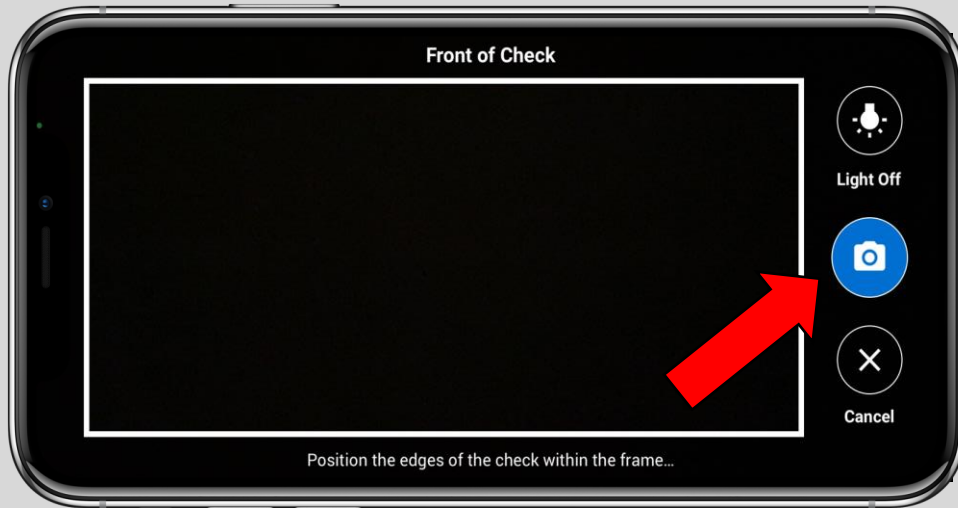 Front of Check
Light Off
Cancel
Position the edges of the check within the frame...